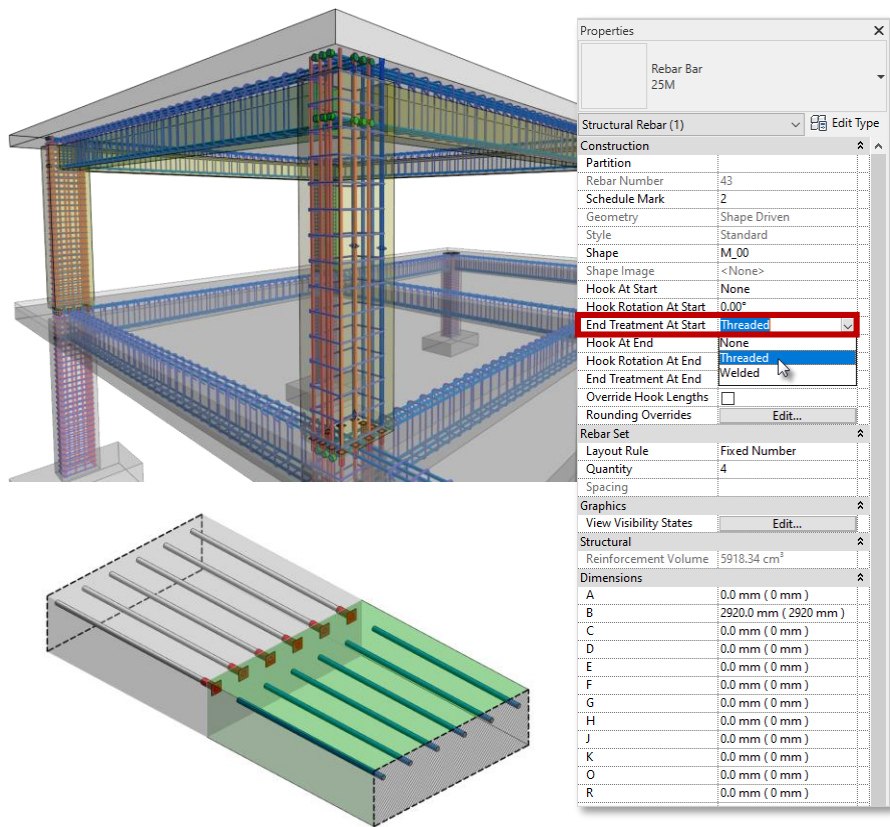 Properties
Rebar Bar
25M
Structural Rebar (1)
Edit Type
Construction
Partition
Rebar Number 43
Schedule Mark 2
Geometry Shape Driven
Style Standard
Shape M_00
Shape Image <None>
Hook At Start None
Hook Rotation At Start 0.00°
End Treatment At Start Threaded
Hook At End None
Hook Rotation At End Threaded
End Treatment At End Welded
Override Hook Lengths
Rounding Overrides Edit...
Rebar Set
Layout Rule Fixed Number
Quantity 4
Spacing
Graphics
View Visibility States Edit...
Structural
Reinforcement Volume 5918.34 cm³
Dimensions
A 0.0 mm ( 0 mm )
B 2920.0 mm ( 2920 mm )
C 0.0 mm ( 0 mm )
D 0.0 mm ( 0 mm )
E 0.0 mm ( 0 mm )
F 0.0 mm ( 0 mm )
G 0.0 mm ( 0 mm )
H 0.0 mm ( 0 mm )
J 0.0 mm ( 0 mm )
K 0.0 mm ( 0 mm )
O 0.0 mm ( 0 mm )
R 0.0 mm ( 0 mm )